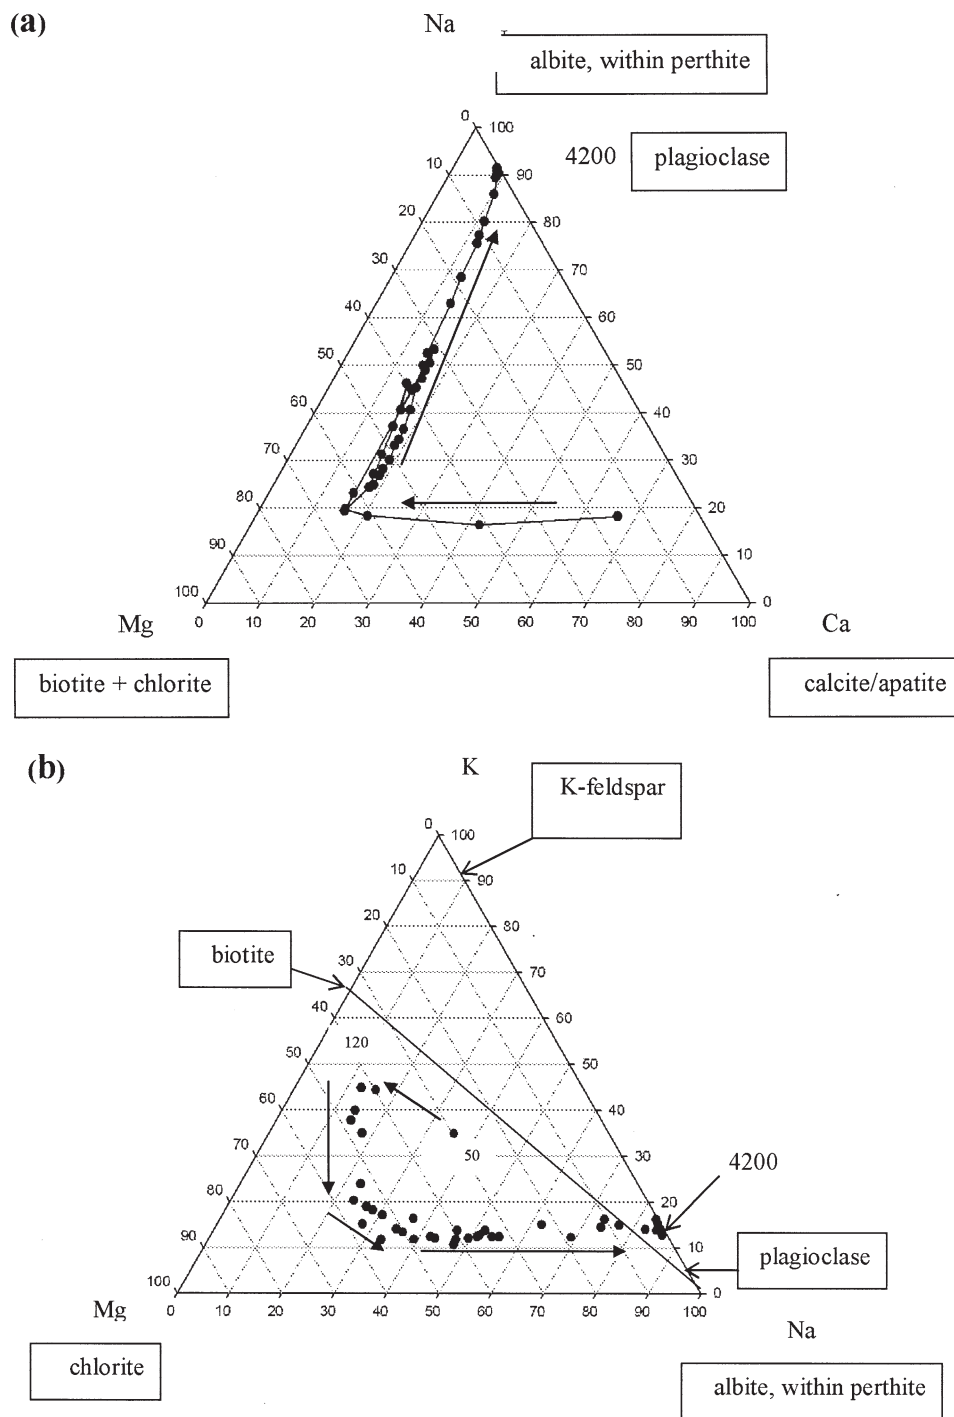 (a)
Na
albite, within perthite
4200 plagioclase
0 100
10 90
20 80
30 70
40 60
50 50
60 40
70 30
80 20
90 10
100 0
0 10 20 30 40 50 60 70 80 90 100
Mg Ca
biotite + chlorite calcite/apatite
(b)
K
K-feldspar
0 100
10 90
20 80
biotite
30 70
40 60
120
50 50
60 40
70 50 30
4200
80 20
90 10
plagioclase
100 0
0 10 20 30 40 50 60 70 80 90 100
Mg Na
chlorite albite, within perthite